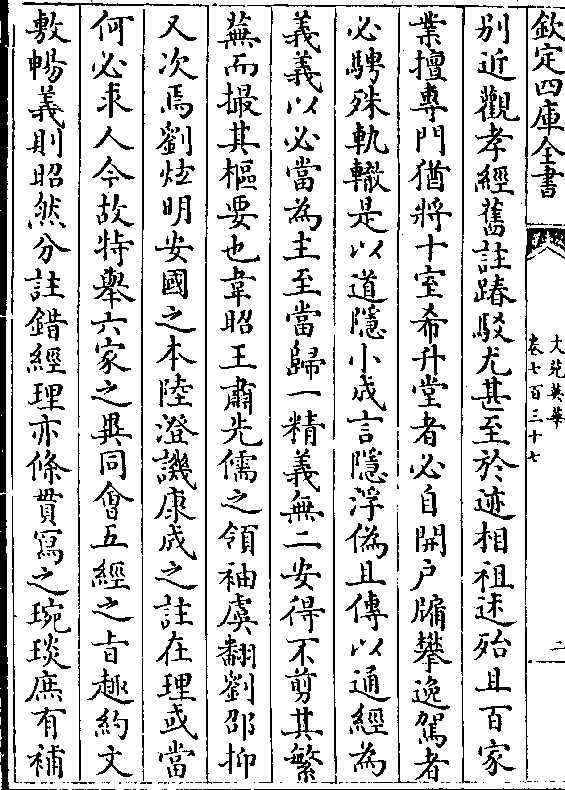 欽定四庫全書
文苑英華
卷七百三十七
二
別近觀孝經舊註踳駁尤甚至於迹相祖述殆且百家
業擅專門猶將十室希升堂者必自開戶牖攀逸駕者
必騁殊軌轍是以道隱小成言隱浮偽且傳以通經為
義義以必當為主至當歸一精義無二安得不剪其繁
蕪而撮其樞要也韋昭王肅先儒之領袖虞翻劉邵抑
又次焉劉炫明安國之本陸澄譏康成之註在理或當
何必求人今故特舉六家之異同會五經之旨趣約文
敷暢義則昭然分註錯經理亦條貫寫之琬琰庶有補